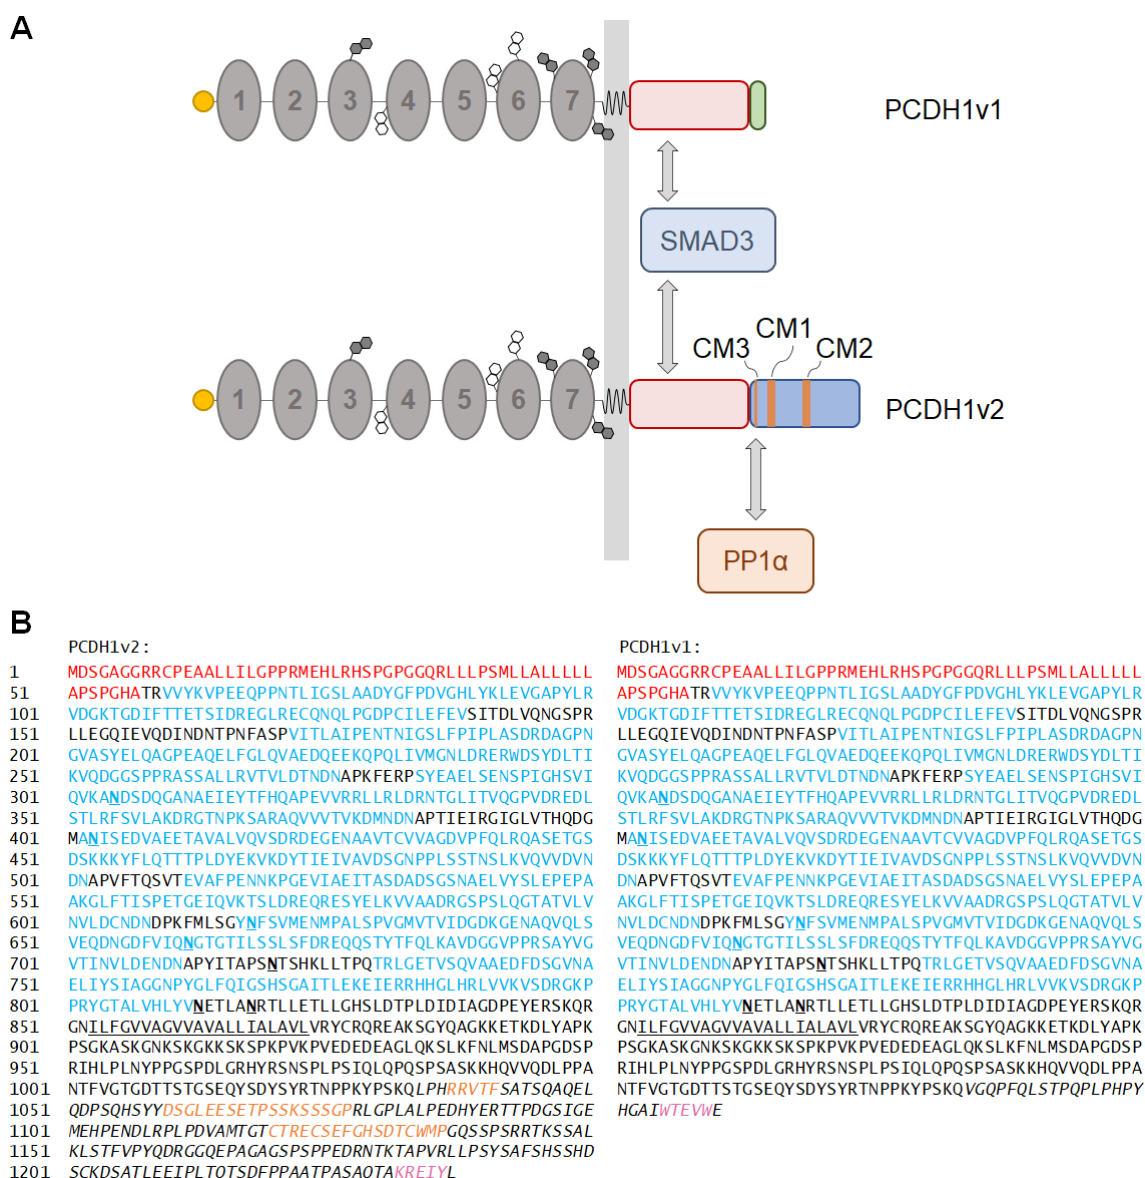 A
1 2 3 4 5 6 7
PCDH1v1
SMAD3
CM3 CM1 CM2
1 2 3 4 5 6 7
PCDH1v2
PP1α
B
PCDH1v2: PCDH1v1:
1 MDSGAGGRRCPEAALLILGPPRMEHLRHSPGPGGQRLLLPSMLLALLLLL MDSGAGGRRCPEAALLILGPPRMEHLRHSPGPGGQRLLLPSMLLALLLLL
51 APSPGHATRVVYKVPEEQPPNTLIGSLAADYGFPDVGHLYKLEVGAPYLR APSPGHATRVVYKVPEEQPPNTLIGSLAADYGFPDVGHLYKLEVGAPYLR
101 VDGKTGDIFTTETSIDREGLRECQNQLPGDPCILEFEVSITDLVQNGSPR VDGKTGDIFTTETSIDREGLRECQNQLPGDPCILEFEVSITDLVQNGSPR
151 LLEGQIEVQDINDNTPNFASPVITLAIPENTNIGSLFPIPLASDRDAGPN LLEGQIEVQDINDNTPNFASPVITLAIPENTNIGSLFPIPLASDRDAGPN
201 GVASYELQAGPEAQELFGLQVAEDQEEKQPQLIVMGNLDRERWDSYDLTI GVASYELQAGPEAQELFGLQVAEDQEEKQPQLIVMGNLDRERWDSYDLTI
251 KVQDGGSPPRASSALLRVTVLDTNDNAPKFERPSYEAELSENSPIGHSVI KVQDGGSPPRASSALLRVTVLDTNDNAPKFERPSYEAELSENSPIGHSVI
301 QVKANDSDQGANAEIEYTFHQAPEVVRRLLRLDRNTGLITVQGPVDREDL QVKANDSDQGANAEIEYTFHQAPEVVRRLLRLDRNTGLITVQGPVDREDL
351 STLRFSVLAKDRGTNPKSARAQVVVTVKDMNDNAPTIEIRGIGLVTHQDG STLRFSVLAKDRGTNPKSARAQVVVTVKDMNDNAPTIEIRGIGLVTHQDG
401 MANISEDVAEETAVALVQVSDRDEGENAAVTCVVAGDVPFQLRQASETGS MANISEDVAEETAVALVQVSDRDEGENAAVTCVVAGDVPFQLRQASETGS
451 DSKKKYFLQTTTPLDYEKVKDYTIEIVAVDSGNPPLSSTNSLKVQVVDVN DSKKKYFLQTTTPLDYEKVKDYTIEIVAVDSGNPPLSSTNSLKVQVVDVN
501 DNAPVFTQSVTEVAFPENNKPGEVIAEITASDADSGSNAELVYSLEPEPA DNAPVFTQSVTEVAFPENNKPGEVIAEITASDADSGSNAELVYSLEPEPA
551 AKGLFTISPETGEIQVKTSLDREQRESYELKVVAADRGSPSLQGTATVLV AKGLFTISPETGEIQVKTSLDREQRESYELKVVAADRGSPSLQGTATVLV
601 NVLDCNDNDPKFMLSGYNFSVMENMPALSPVGMVTVIDGDKGENAQVQLS NVLDCNDNDPKFMLSGYNFSVMENMPALSPVGMVTVIDGDKGENAQVQLS
651 VEQDNGDFVIQNGTGTILSSLSFDREQQSTYTFQLKAVDGGVPPRSAYVG VEQDNGDFVIQNGTGTILSSLSFDREQQSTYTFQLKAVDGGVPPRSAYVG
701 VTINVLDENDNAPYITAPSNTSHKLLTPQTRLGETVSQVAAEDFDSGVNA VTINVLDENDNAPYITAPSNTSHKLLTPQTRLGETVSQVAAEDFDSGVNA
751 ELIYSIAGGNPYGLFQIGSHSGAITLEKEIERRHHGLHRLVVKVSDRGKP ELIYSIAGGNPYGLFQIGSHSGAITLEKEIERRHHGLHRLVVKVSDRGKP
801 PRYGTALVHLYVNETLANRTLLETLLGHSLDTPLDIDIAGDPEYERSKQR PRYGTALVHLYVNETLANRTLLETLLGHSLDTPLDIDIAGDPEYERSKQR
851 GNILFGVVAGVVAVALLIALAVLVRYCRQREAKSGYQAGKKETKDLYAPK GNILFGVVAGVVAVALLIALAVLVRYCRQREAKSGYQAGKKETKDLYAPK
901 PSGKASKGNKSKGKKSKSPKPVKPVEDEDEAGLQKSLKFNLMSDAPGDSP PSGKASKGNKSKGKKSKSPKPVKPVEDEDEAGLQKSLKFNLMSDAPGDSP
951 RIHLPLNYPPGSPDLGRHYRSNSPLPSIQLQPQSPSASKKHQVVQDLPPA RIHLPLNYPPGSPDLGRHYRSNSPLPSIQLQPQSPSASKKHQVVQDLPPA
1001 NTFVGTGDTTSTGSEQYSDYSYRTNPPKYPSKQLPHRRVTFSATSQAQEL NTFVGTGDTTSTGSEQYSDYSYRTNPPKYPSKQVGQPFQLSTPQPLPHPY
1051 QDPSQHSYYDSGLEESETPSSKSSSGPRLGPLALPEDHYERTTPDGSIGE HGAIWTEVWE
1101 MEHPENDLRPLPDVAMTGTCTRECSEFGHSDTCWMPGQSSPSRRTKSSAL
1151 KLSTFVPYQDRGGQEPAGAGSPSPPEDRNTKTAPVRLLPSYSAFSHSSHD
1201 SCKDSATLEEIPLTQTSDFPPAATPASAQTAKREIYL